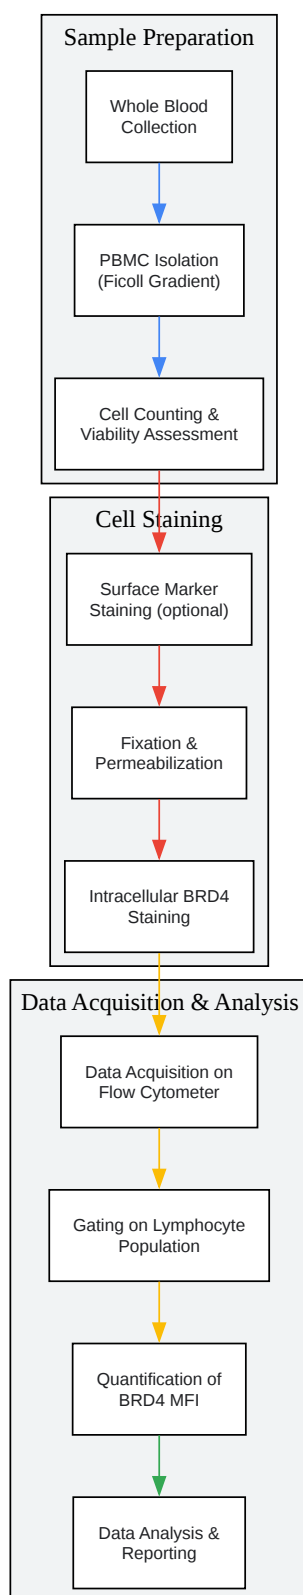 Sample Preparation
Whole Blood
Collection
PBMC Isolation
(Ficoll Gradient)
Cell Counting &
Viability Assessment
Cell Staining
Surface Marker
Staining (optional)
Fixation &
Permeabilization
Intracellular BRD4
Staining
Data Acquisition & Analysis
Data Acquisition on
Flow Cytometer
Gating on Lymphocyte
Population
Quantification of
BRD4 MFI
Data Analysis &
Reporting